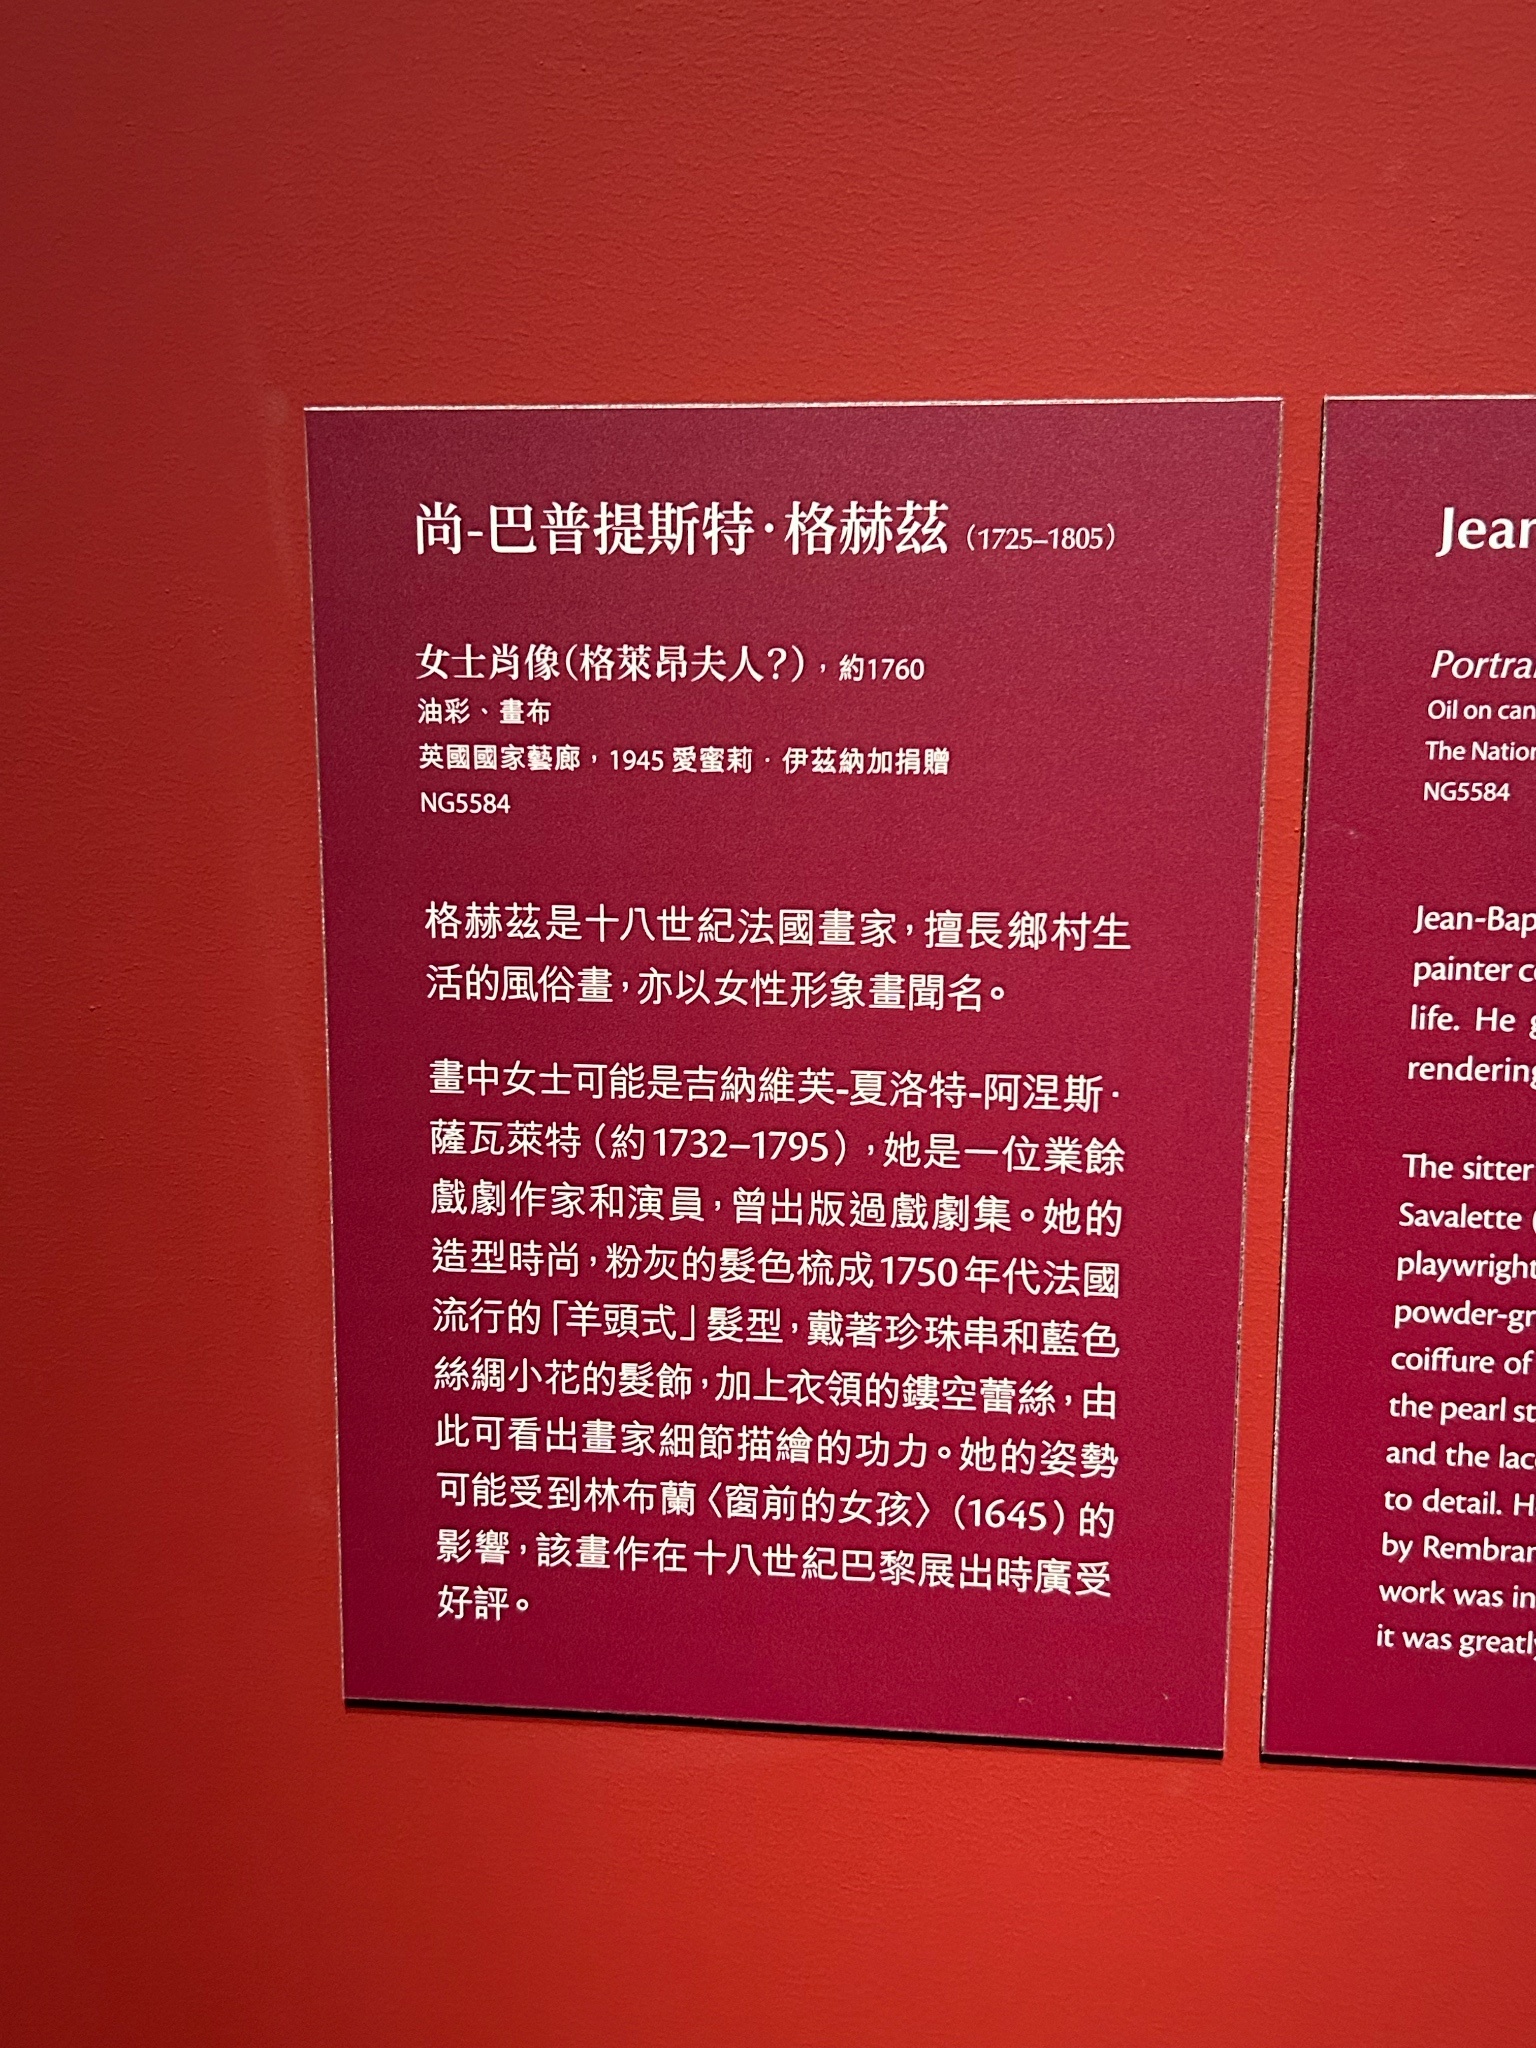 尚-巴普提斯特·格赫茲（1725–1805）
女士肖像（格萊昂夫人？），約1760
油彩、畫布
英國國家藝廊，1945 愛蜜莉．伊茲納加捐贈
NG5584
格赫茲是十八世紀法國畫家，擅長鄉村生
活的風俗畫，亦以女性形象畫聞名。
畫中女士可能是吉納維芙-夏洛特-阿涅斯·
薩瓦萊特（約1732–1795），她是一位業餘
戲劇作家和演員，曾出版過戲劇集。她的
造型時尚，粉灰的髮色梳成1750年代法國
流行的「羊頭式」髮型，戴著珍珠串和藍色
絲綢小花的髮飾，加上衣領的鏤空蕾絲，由
此可看出畫家細節描繪的功力。她的姿勢
可能受到林布蘭〈窗前的女孩〉（1645）的
影響，該畫作在十八世紀巴黎展出時廣受
好評。
Jean
Portrai
Oil on can
The Nation
NG5584
Jean-Bap
painter c
life. He g
rendering
The sitter
Savalette (
playwright
powder-gr
coiffure of
the pearl st
and the lac
to detail. H
by Rembran
work was in
it was greatly